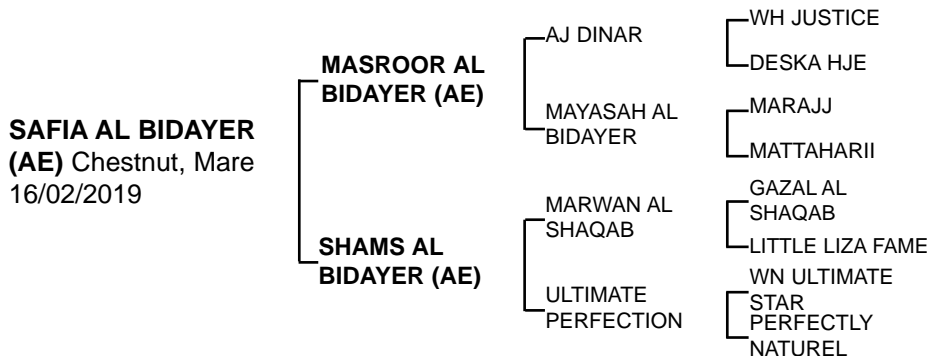 SAFIA AL BIDAYER
(AE) Chestnut, Mare
16/02/2019
MASROOR AL
BIDAYER (AE)
SHAMS AL
BIDAYER (AE)
AJ DINAR
MAYASAH AL
BIDAYER
MARWAN AL
SHAQAB
ULTIMATE
PERFECTION
WH JUSTICE
DESKA HJE
MARAJJ
MATTAHARII
GAZAL AL
SHAQAB
LITTLE LIZA FAME
WN ULTIMATE
STAR
PERFECTLY
NATUREL